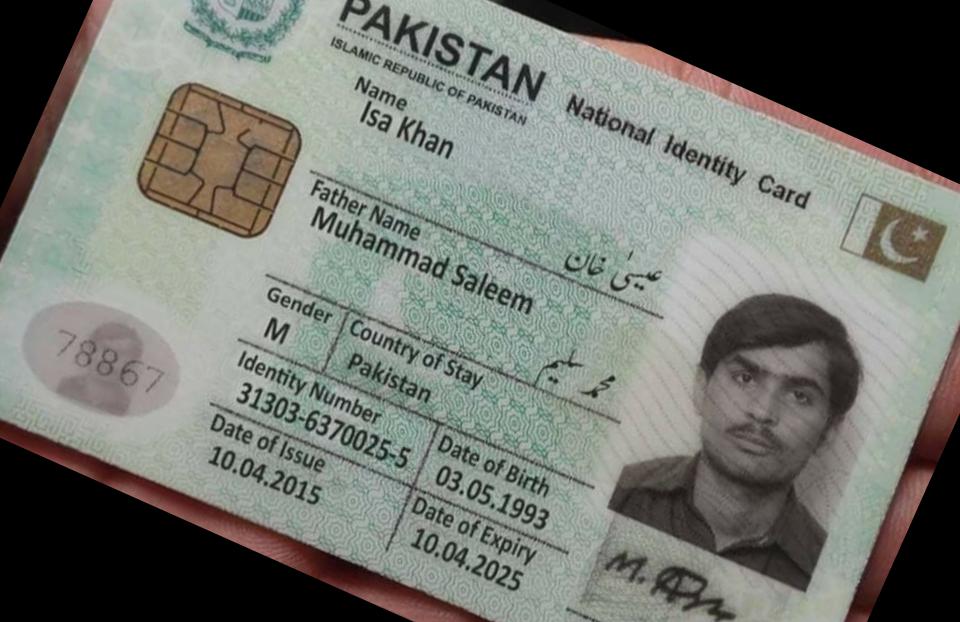 PAKISTAN
National Identity Card
ISLAMIC REPUBLIC OF PAKISTAN
Name
Isa Khan
عیسیٰ خان
Father Name
Muhammad Saleem
محمد سلیم
Gender
M
Country of Stay
Pakistan
Identity Number
31303-6370025-5
Date of Birth
03.05.1993
Date of Issue
10.04.2015
Date of Expiry
10.04.2025
78867